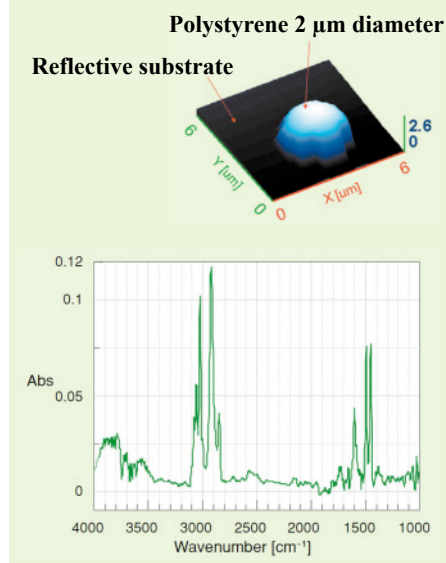 Polystyrene 2 μm diameter
Reflective substrate
6
Y [um]
0
0
X [um]
6
2.6
0
0.12
0.1
Abs
0.05
0
4000 3500 3000 2500 2000 1500 1000
Wavenumber [cm⁻¹]